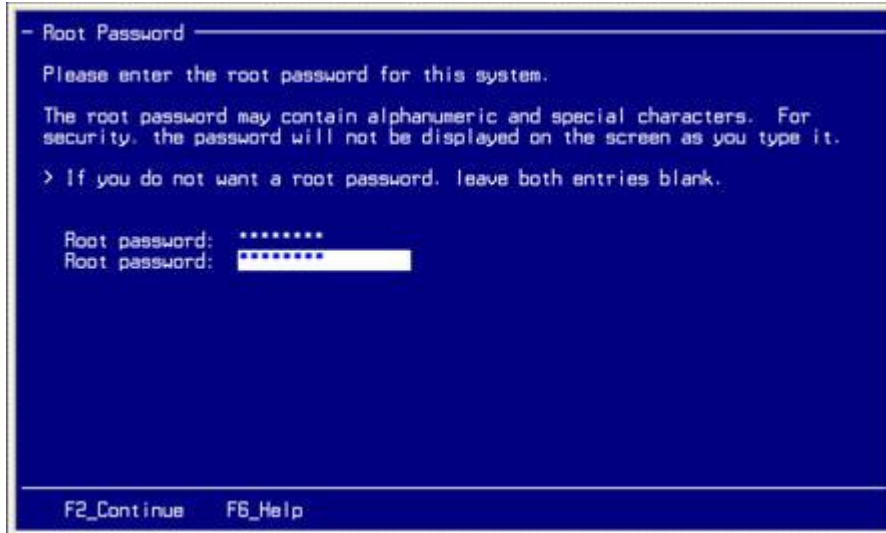 - Root Password
Please enter the root password for this system.
The root password may contain alphanumeric and special characters. For
security, the password will not be displayed on the screen as you type it.
> If you do not want a root password, leave both entries blank.
Root password: ********
Root password: ********
F2_Continue F6_Help